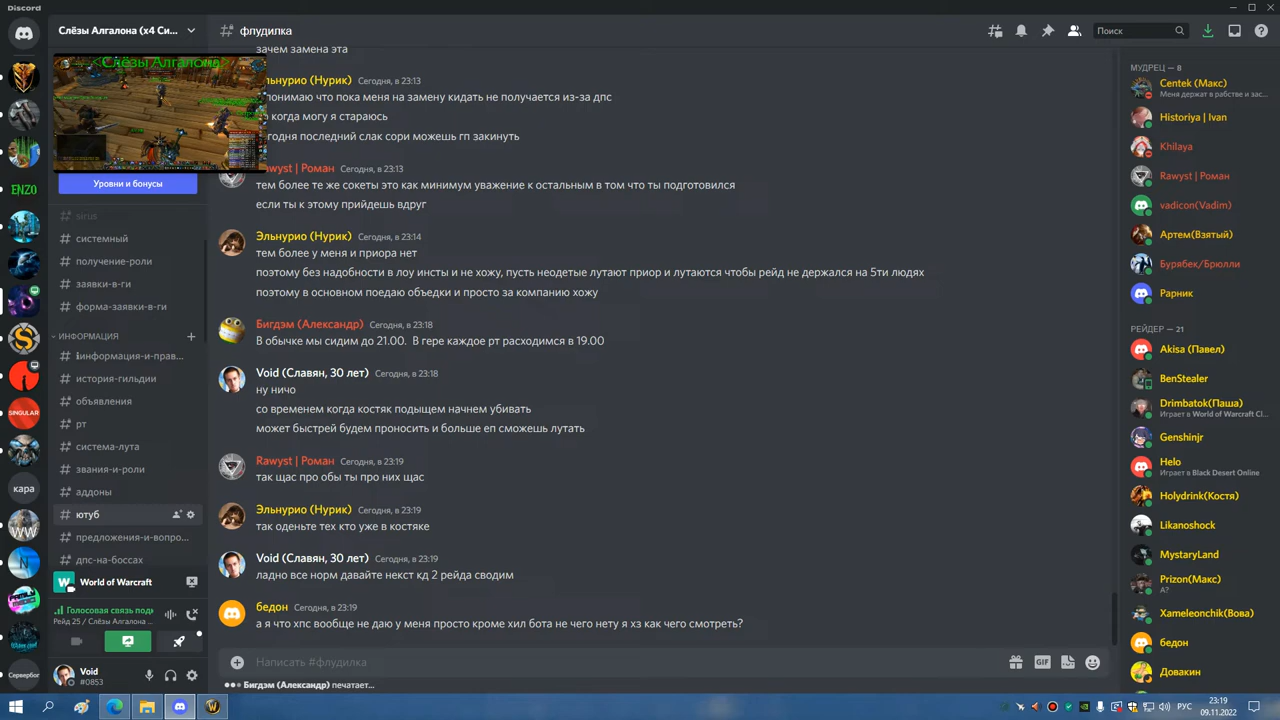 Discord
Слёзы Алгалона (x4 Си...
флудилка
Поиск
<Слёзы Алгалона>
Уровни и бонусы
ENZO
SINGULAR
кара
WW
Сервербот
sirus
системный
получение-роли
заявки-в-ги
форма-заявки-в-ги
ИНФОРМАЦИЯ
информация-и-прав...
история-гильдии
объявления
рт
система-лута
звания-и-роли
аддоны
ютуб
предложения-и-вопро...
дпс-на-боссах
World of Warcraft
Голосовая связь подк
Рейд 25 / Слёзы Алгалона ...
Void
#0853
зачем замена эта
Эльнурио (Нурик) Сегодня, в 23:13
понимаю что пока меня на замену кидать не получается из-за дпс
о когда могу я стараюсь
годня последний слак сори можешь гп закинуть
Rawyst | Роман Сегодня, в 23:13
тем более те же сокеты это как минимум уважение к остальным в том что ты подготовился
если ты к этому прийдешь вдруг
Эльнурио (Нурик) Сегодня, в 23:14
тем более у меня и приора нет
поэтому без надобности в лоу инсты и не хожу, пусть неодетые лутают приор и лутаются чтобы рейд не держался на 5ти людях
поэтому в основном поедаю объедки и просто за компанию хожу
Бигдэм (Александр) Сегодня, в 23:18
В обычке мы сидим до 21.00. В гере каждое рт расходимся в 19.00
Void (Славян, 30 лет) Сегодня, в 23:18
ну ничо
со временем когда костяк подыщем начнем убивать
может быстрей будем проносить и больше еп сможешь лутать
Rawyst | Роман Сегодня, в 23:19
так щас про обы ты про них щас
Эльнурио (Нурик) Сегодня, в 23:19
так оденьте тех кто уже в костяке
Void (Славян, 30 лет) Сегодня, в 23:19
ладно все норм давайте некст кд 2 рейда сводим
бедон Сегодня, в 23:19
а я что хпс вообще не даю у меня просто кроме хил бота не чего нету я хз как чего смотреть?
Написать #флудилка
GIF
Бигдэм (Александр) печатает...
МУДРЕЦ — 8
Centek (Макс)
Меня держат в рабстве и зас...
Historiya | Ivan
Khilaya
Rawyst | Роман
vadicon(Vadim)
Артем(Взятый)
Бурябек/Брюлли
Рарник
РЕЙДЕР — 21
Akisa (Павел)
BenStealer
Drimbatok(Паша)
Играет в World of Warcraft Cl...
Genshinjr
Helo
Играет в Black Desert Online
Holydrink(Костя)
Likanoshock
MystaryLand
Prizon(Макс)
А?
Xameleonchik(Вова)
бедон
Довакин
РУС
23:19
09.11.2022